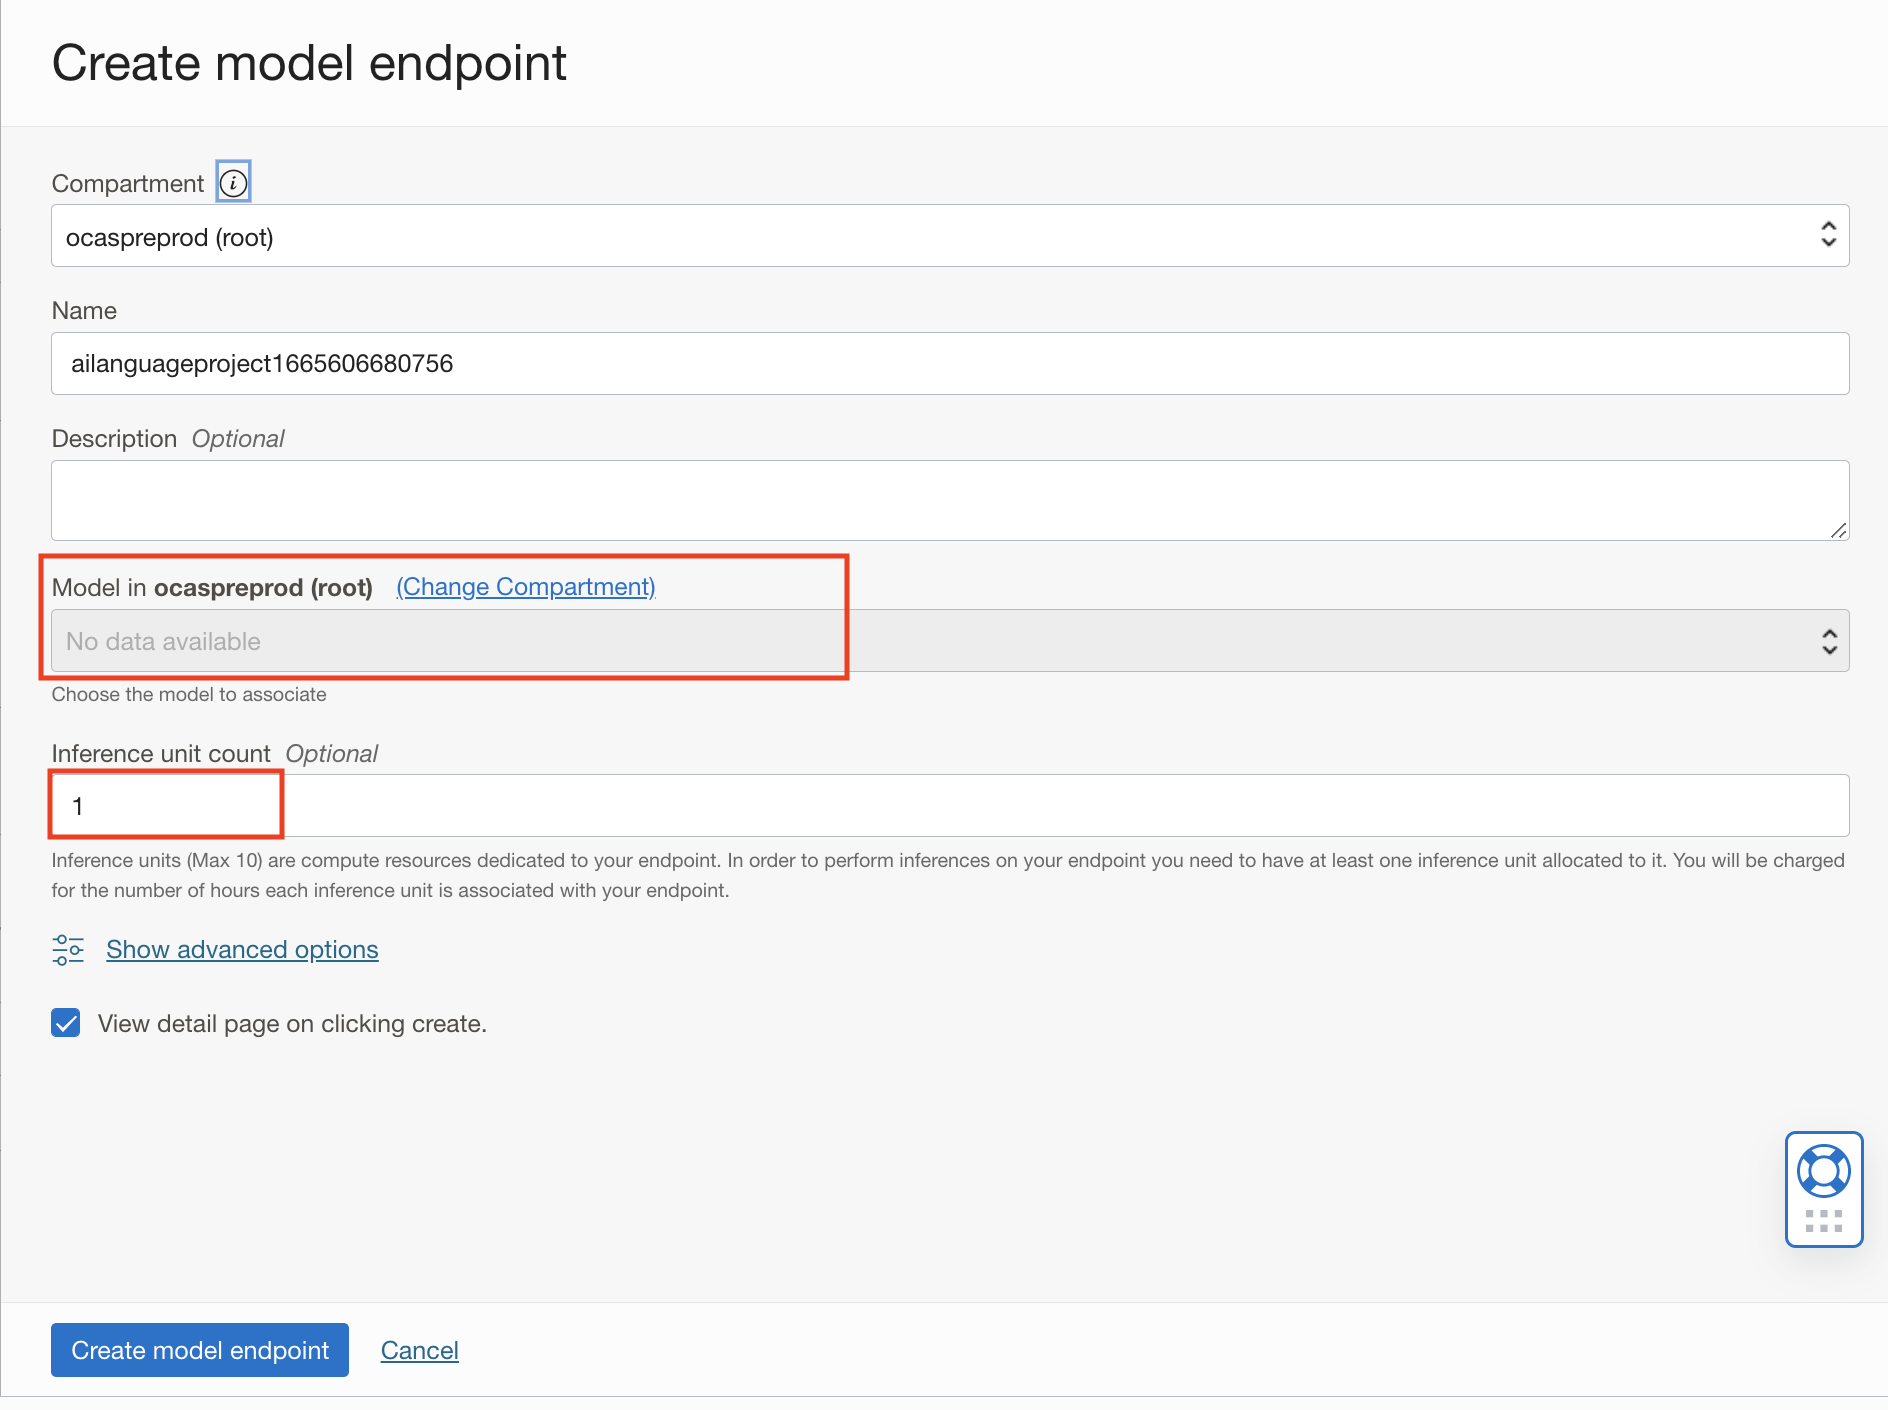 Create model endpoint
Compartment
ocaspreprod (root)
Name
ailanguageproject1665606680756
Description Optional
Model in ocaspreprod (root) (Change Compartment)
No data available
Choose the model to associate
Inference unit count Optional
1
Inference units (Max 10) are compute resources dedicated to your endpoint. In order to perform inferences on your endpoint you need to have at least one inference unit allocated to it. You will be charged
for the number of hours each inference unit is associated with your endpoint.
Show advanced options
View detail page on clicking create.
Create model endpoint Cancel